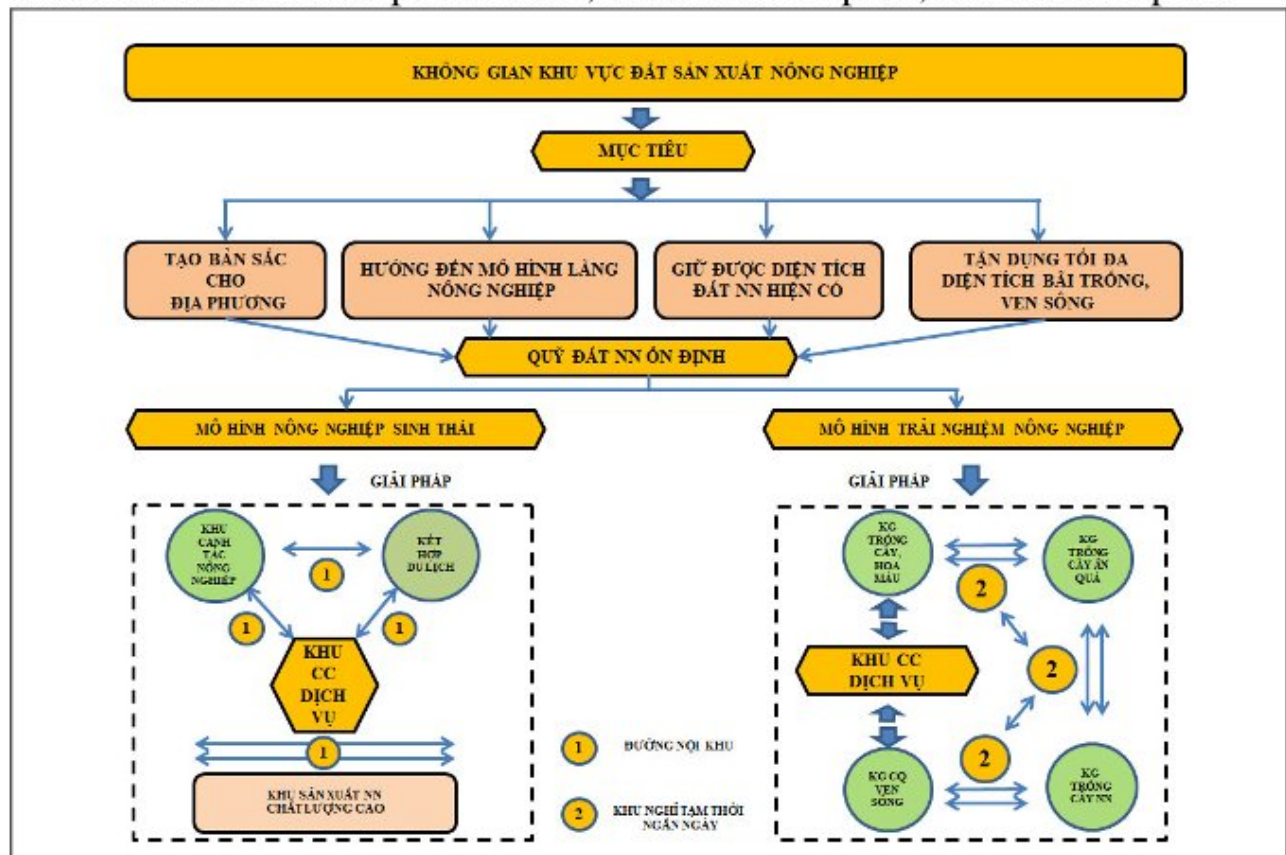 KHÔNG GIAN KHU VỰC ĐẤT SẢN XUẤT NÔNG NGHIỆP
MỤC TIÊU
TẠO BẢN SẮC
CHO
ĐỊA PHƯƠNG
HƯỚNG ĐẾN MÔ HÌNH LÀNG
NÔNG NGHIỆP
GIỮ ĐƯỢC DIỆN TÍCH
ĐẤT NN HIỆN CÓ
TẬN DỤNG TỐI ĐA
DIỆN TÍCH BÃI TRỐNG,
VEN SÔNG
QUỸ ĐẤT NN ỔN ĐỊNH
MÔ HÌNH NÔNG NGHIỆP SINH THÁI
MÔ HÌNH TRẢI NGHIỆM NÔNG NGHIỆP
GIẢI PHÁP
GIẢI PHÁP
KHU
CANH
TÁC
NÔNG
NGHIỆP
1
KẾT
HỢP
DU LỊCH
1
1
KHU
CC
DỊCH
VỤ
1
KHU SẢN XUẤT NN
CHẤT LƯỢNG CAO
1 ĐƯỜNG NỘI KHU
2 KHU NGHỈ TẠM THỜI
NGẮN NGÀY
KG
TRỒNG
CÂY,
HOA
MÀU
2
KG
TRỒNG
CÂY ĂN
QUẢ
KHU CC
DỊCH VỤ
2
KG CQ
VEN
SÔNG
2
KG
TRỒNG
CÂY NN